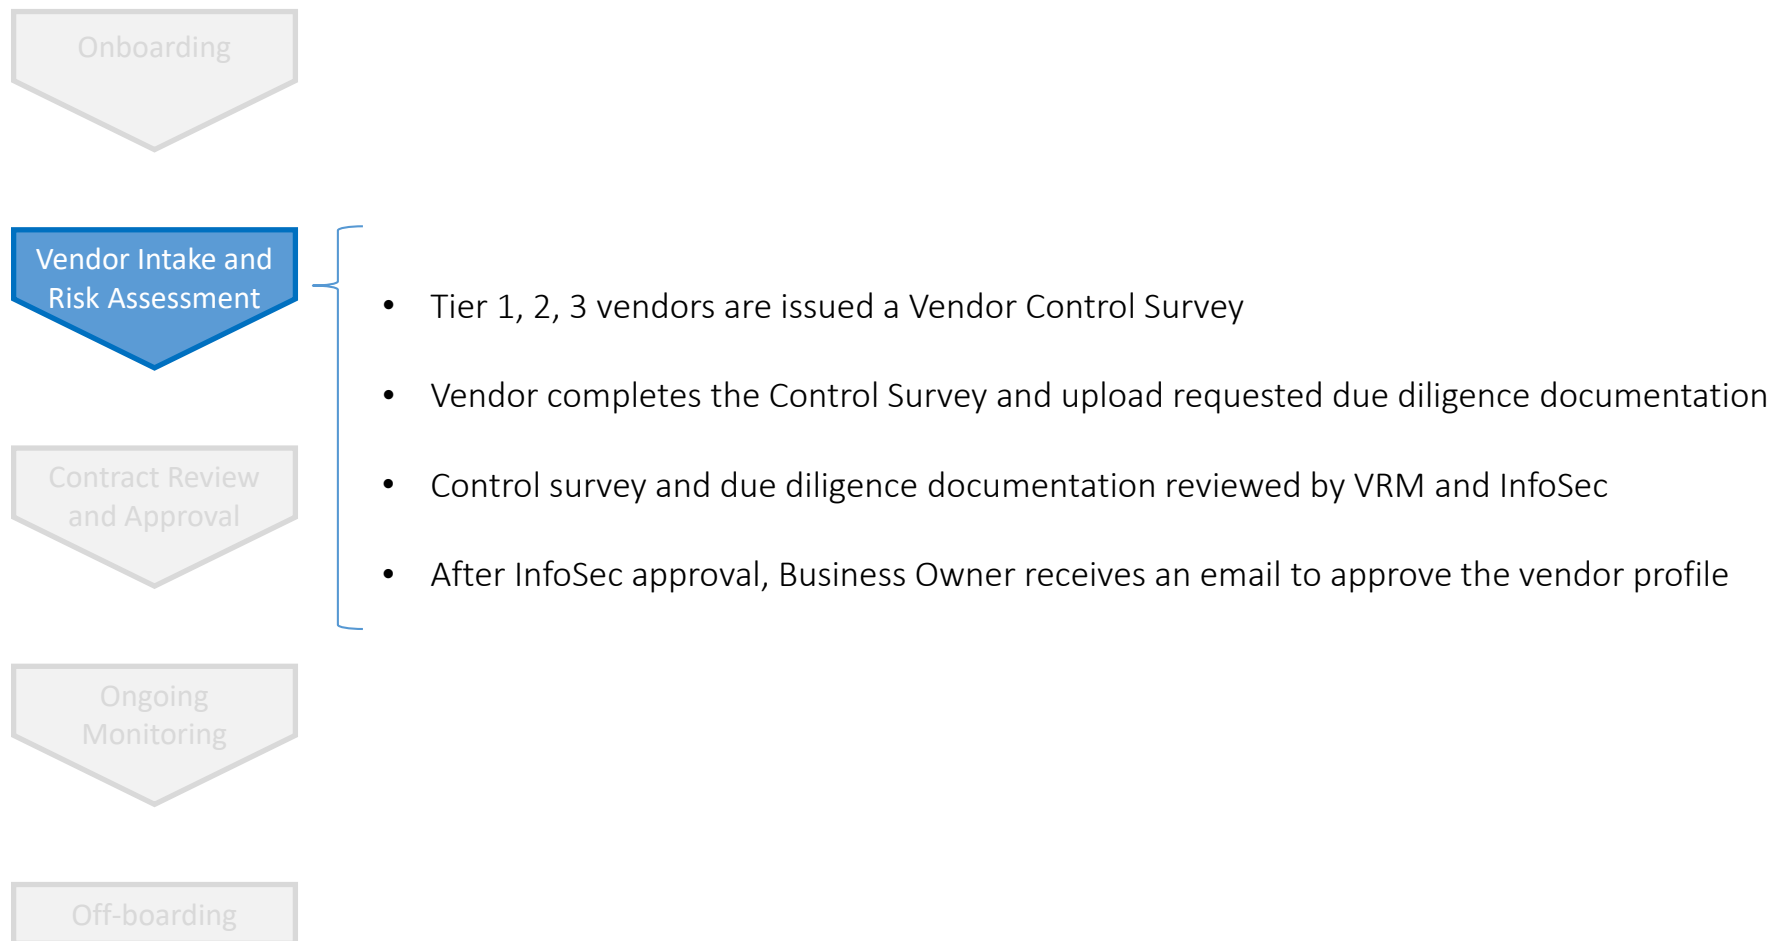 Onboarding
Vendor Intake and
Risk Assessment
• Tier 1, 2, 3 vendors are issued a Vendor Control Survey
• Vendor completes the Control Survey and upload requested due diligence documentation
• Control survey and due diligence documentation reviewed by VRM and InfoSec
• After InfoSec approval, Business Owner receives an email to approve the vendor profile
Contract Review
and Approval
Ongoing
Monitoring
Off-boarding